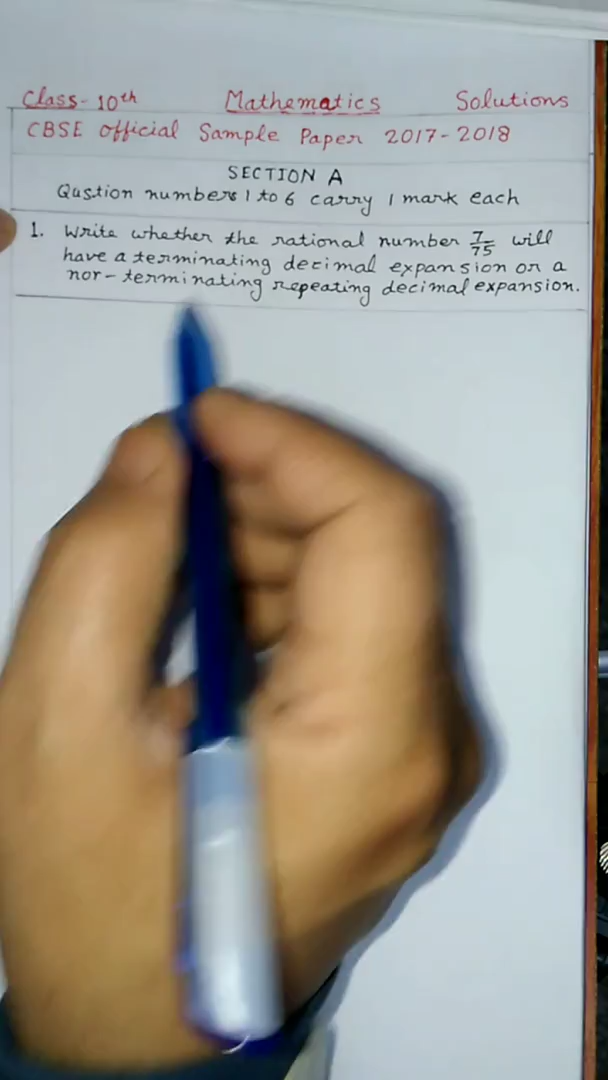 Class- 10th Mathematics Solutions
CBSE official Sample Paper 2017-2018
SECTION A
Qustion numbers 1 to 6 carry 1 mark each
1. Write whether the rational number 7/75 will
have a terminating decimal expansion or a
nor-terminating repeating decimal expansion.